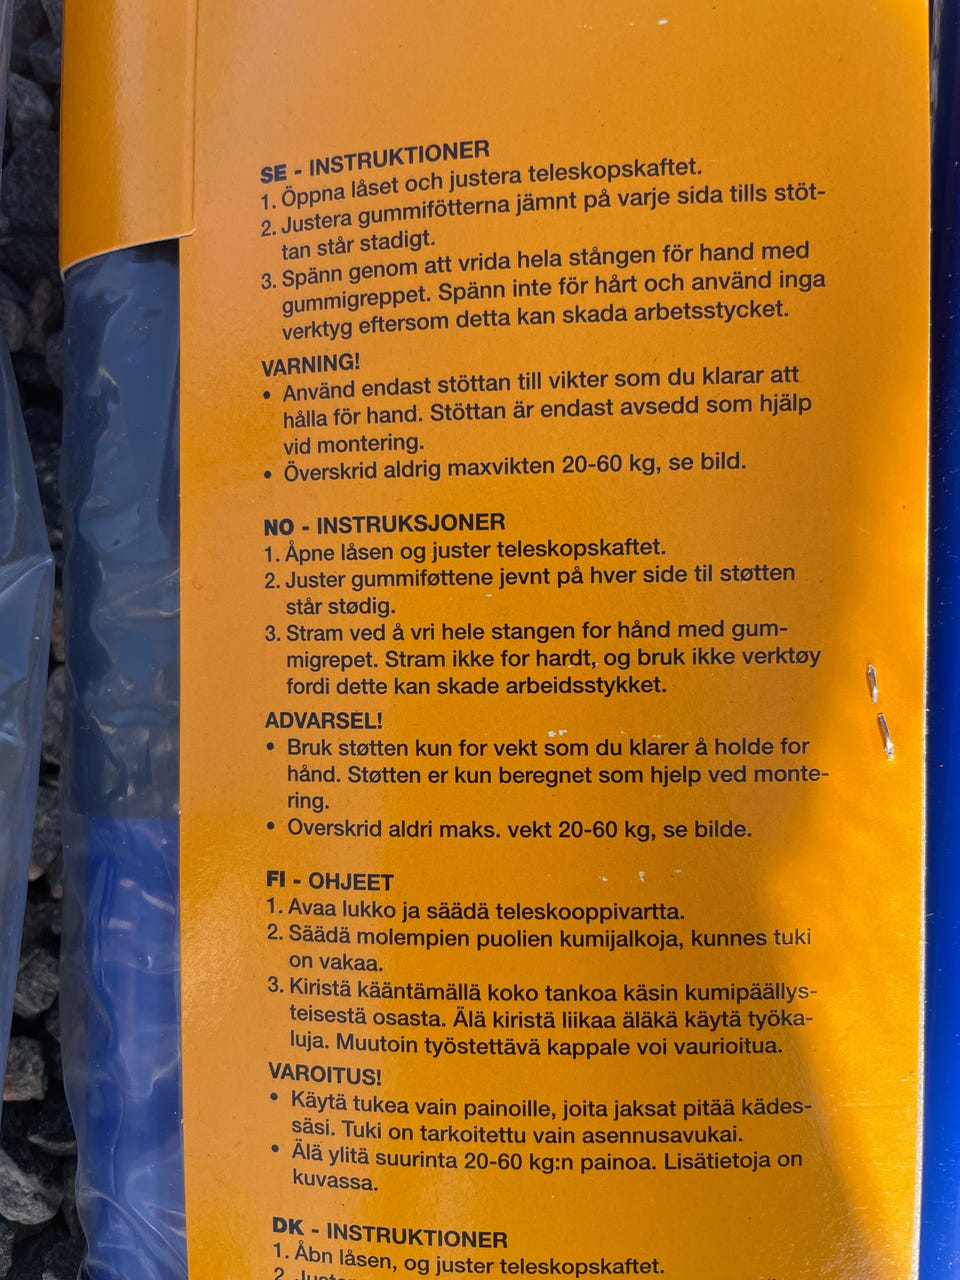 SE - INSTRUKTIONER
1. Öppna låset och justera teleskopskaftet.
2. Justera gummifötterna jämnt på varje sida tills stöt-
tan står stadigt.
3. Spänn genom att vrida hela stången för hand med
gummigreppet. Spänn inte för hårt och använd inga
verktyg eftersom detta kan skada arbetsstycket.
VARNING!
• Använd endast stöttan till vikter som du klarar att
hålla för hand. Stöttan är endast avsedd som hjälp
vid montering.
• Överskrid aldrig maxvikten 20-60 kg, se bild.
NO - INSTRUKSJONER
1. Åpne låsen og juster teleskopskaftet.
2. Juster gummiføttene jevnt på hver side til støtten
står stødig.
3. Stram ved å vri hele stangen for hånd med gum-
migrepet. Stram ikke for hardt, og bruk ikke verktøy
fordi dette kan skade arbeidsstykket.
ADVARSEL!
• Bruk støtten kun for vekt som du klarer å holde for
hånd. Støtten er kun beregnet som hjelp ved monte-
ring.
• Overskrid aldri maks. vekt 20-60 kg, se bilde.
FI - OHJEET
1. Avaa lukko ja säädä teleskooppivartta.
2. Säädä molempien puolien kumijalkoja, kunnes tuki
on vakaa.
3. Kiristä kääntämällä koko tankoa käsin kumipäällys-
teisestä osasta. Älä kiristä liikaa äläkä käytä työka-
luja. Muutoin työstettävä kappale voi vaurioitua.
VAROITUS!
• Käytä tukea vain painoille, joita jaksat pitää kädes-
säsi. Tuki on tarkoitettu vain asennusavukai.
• Älä ylitä suurinta 20-60 kg:n painoa. Lisätietoja on
kuvassa.
DK - INSTRUKTIONER
1. Åbn låsen, og juster teleskopskaftet.
2.